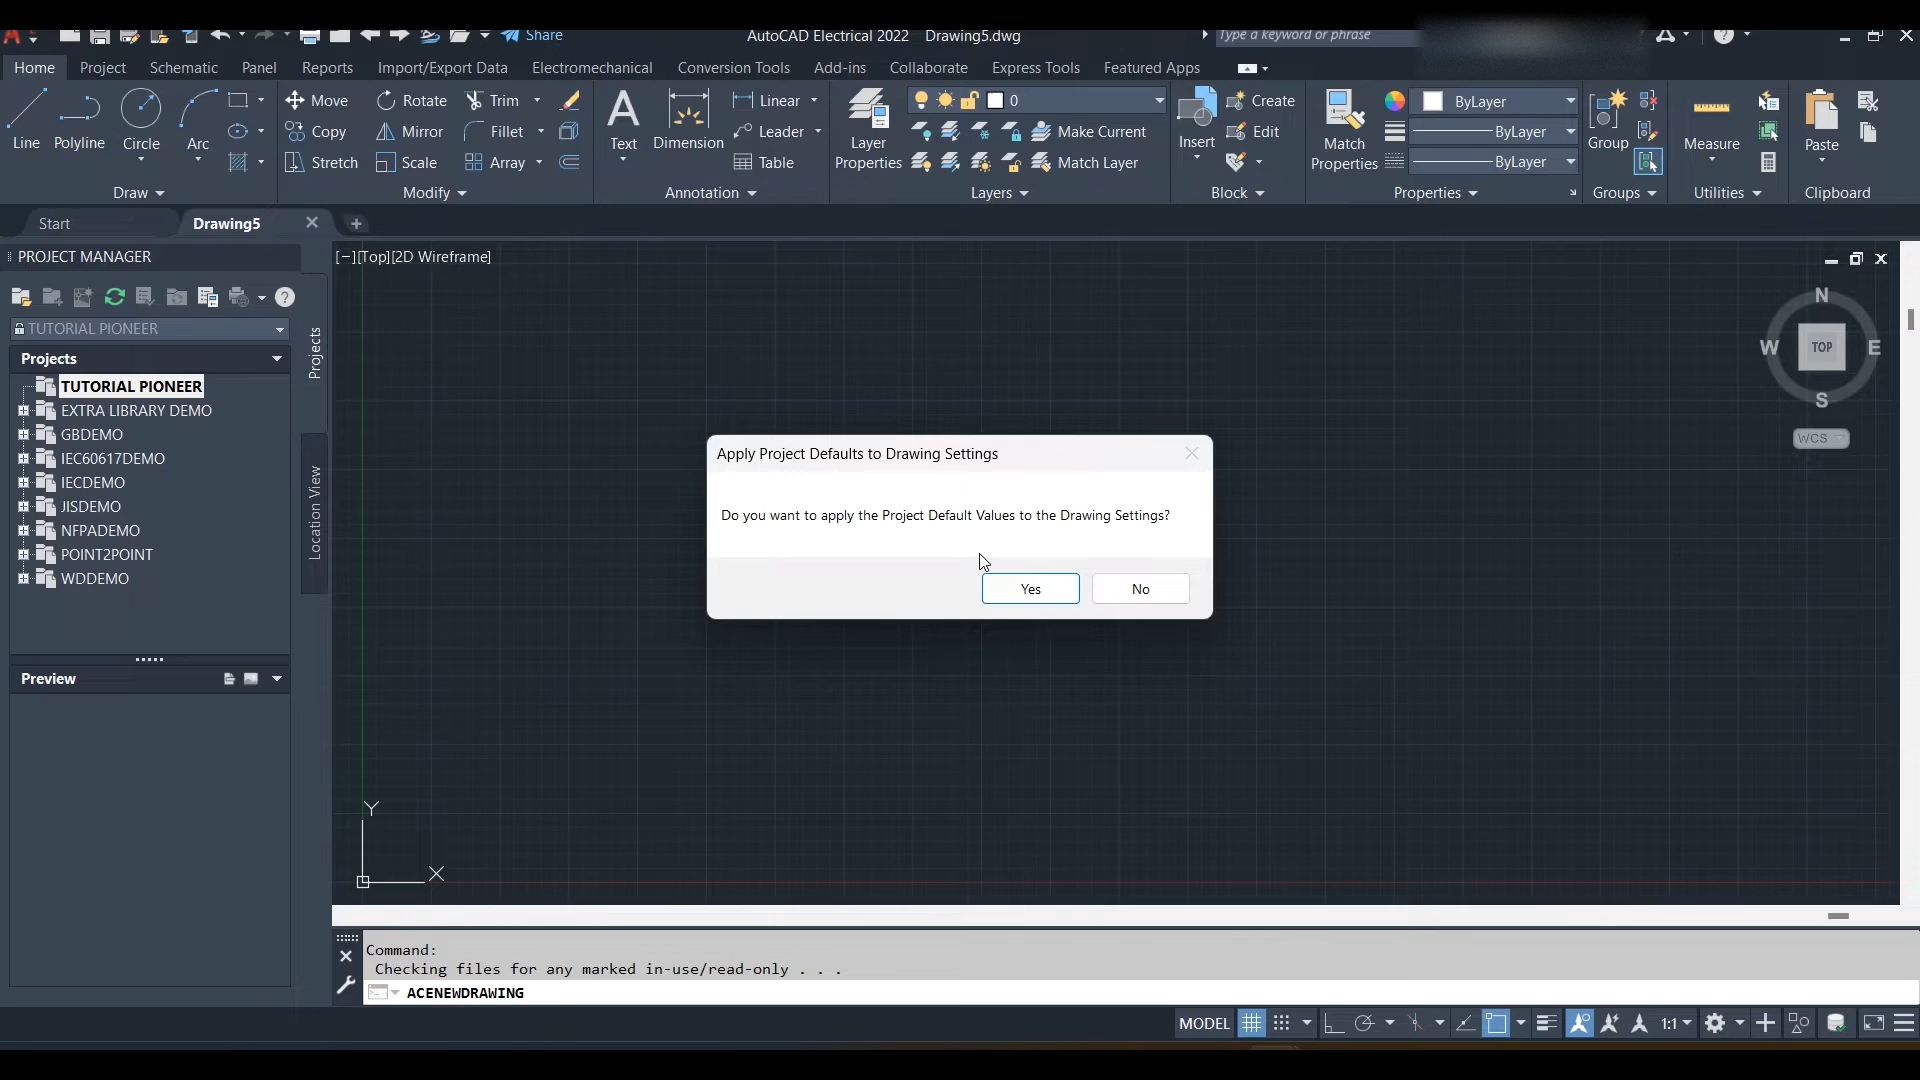 Share
AutoCAD Electrical 2022 Drawing5.dwg
Type a keyword or phrase
Home Project Schematic Panel Reports Import/Export Data Electromechanical Conversion Tools Add-ins Collaborate Express Tools Featured Apps
Line
Polyline
Circle
Arc
Draw
Move
Rotate
Trim
Copy
Mirror
Fillet
Stretch
Scale
Array
Modify
Text
Dimension
Linear
Leader
Table
Annotation
Layer
Properties
0
Make Current
Match Layer
Layers
Insert
Create
Edit
Block
Match
Properties
ByLayer
ByLayer
ByLayer
Properties
Group
Groups
Measure
Utilities
Paste
Clipboard
Start
Drawing5
PROJECT MANAGER
TUTORIAL PIONEER
Projects
TUTORIAL PIONEER
EXTRA LIBRARY DEMO
GBDEMO
IEC60617DEMO
IECDEMO
JISDEMO
NFPADEMO
POINT2POINT
WDDEMO
Preview
Projects
Location View
[−][Top][2D Wireframe]
N
W
TOP
E
S
WCS
Apply Project Defaults to Drawing Settings
Do you want to apply the Project Default Values to the Drawing Settings?
Yes
No
Y
X
Command:
Checking files for any marked in-use/read-only . . .
ACENEWDRAWING
MODEL
1:1